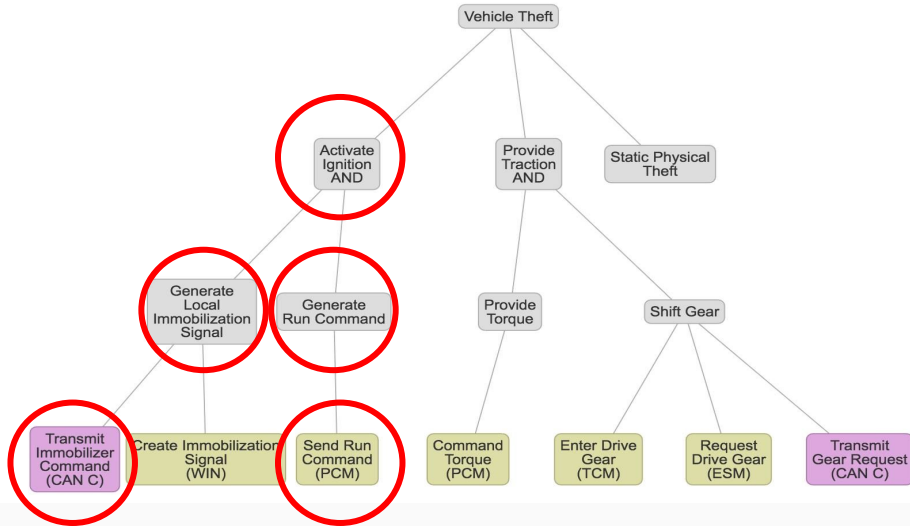 Vehicle Theft
Activate
Ignition
AND
Provide
Traction
AND
Static Physical
Theft
Generate
Local
Immobilization
Signal
Generate
Run Command
Provide
Torque
Shift Gear
Transmit
Immobilizer
Command
(CAN C)
Create Immobilization
Signal
(WIN)
Send Run
Command
(PCM)
Command
Torque
(PCM)
Enter Drive
Gear
(TCM)
Request
Drive Gear
(ESM)
Transmit
Gear Request
(CAN C)